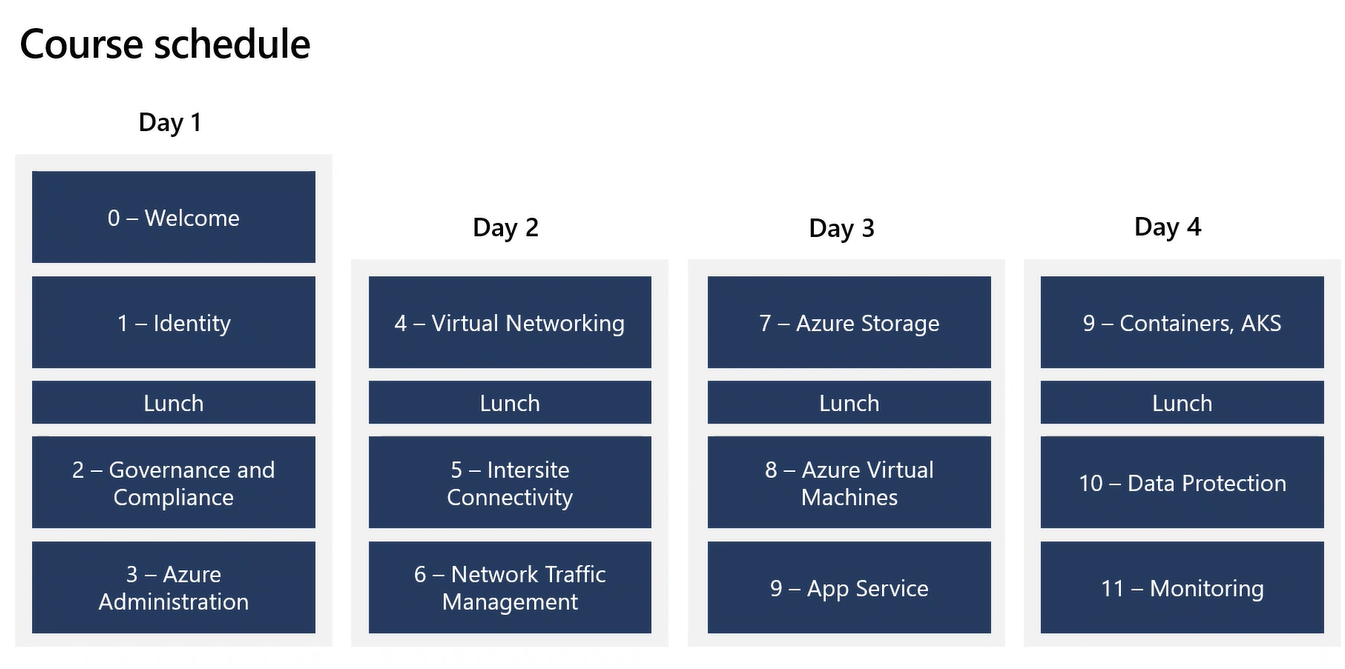 Course schedule
Day 1
0 – Welcome
1 – Identity
Lunch
2 – Governance and
Compliance
3 – Azure
Administration
Day 2
4 – Virtual Networking
Lunch
5 – Intersite
Connectivity
6 – Network Traffic
Management
Day 3
7 – Azure Storage
Lunch
8 – Azure Virtual
Machines
9 – App Service
Day 4
9 – Containers, AKS
Lunch
10 – Data Protection
11 – Monitoring